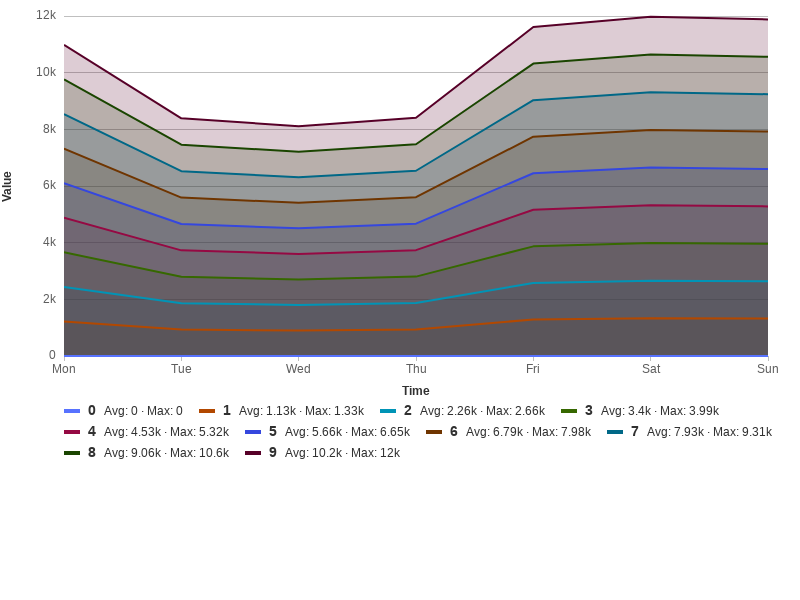 12k
10k
8k
6k
4k
2k
0
Value
Mon Tue Wed Thu Fri Sat Sun
Time
0 Avg: 0 · Max: 0 1 Avg: 1.13k · Max: 1.33k 2 Avg: 2.26k · Max: 2.66k 3 Avg: 3.4k · Max: 3.99k
4 Avg: 4.53k · Max: 5.32k 5 Avg: 5.66k · Max: 6.65k 6 Avg: 6.79k · Max: 7.98k 7 Avg: 7.93k · Max: 9.31k
8 Avg: 9.06k · Max: 10.6k 9 Avg: 10.2k · Max: 12k